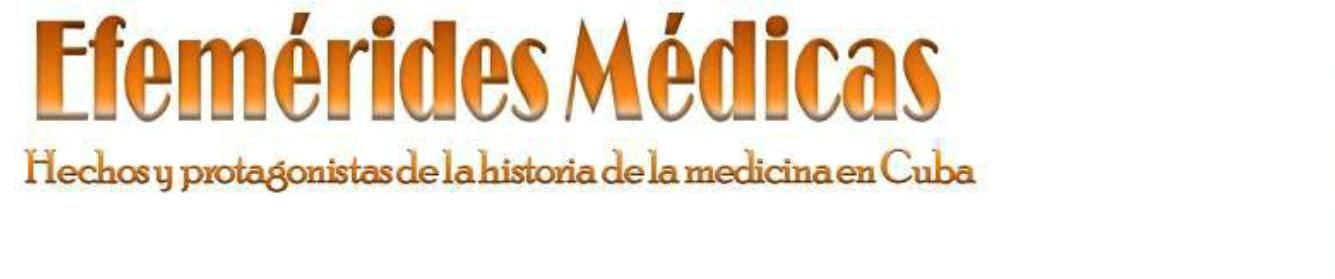 Efemérides Médicas
Hechos y protagonistas de la historia de la medicina en Cuba